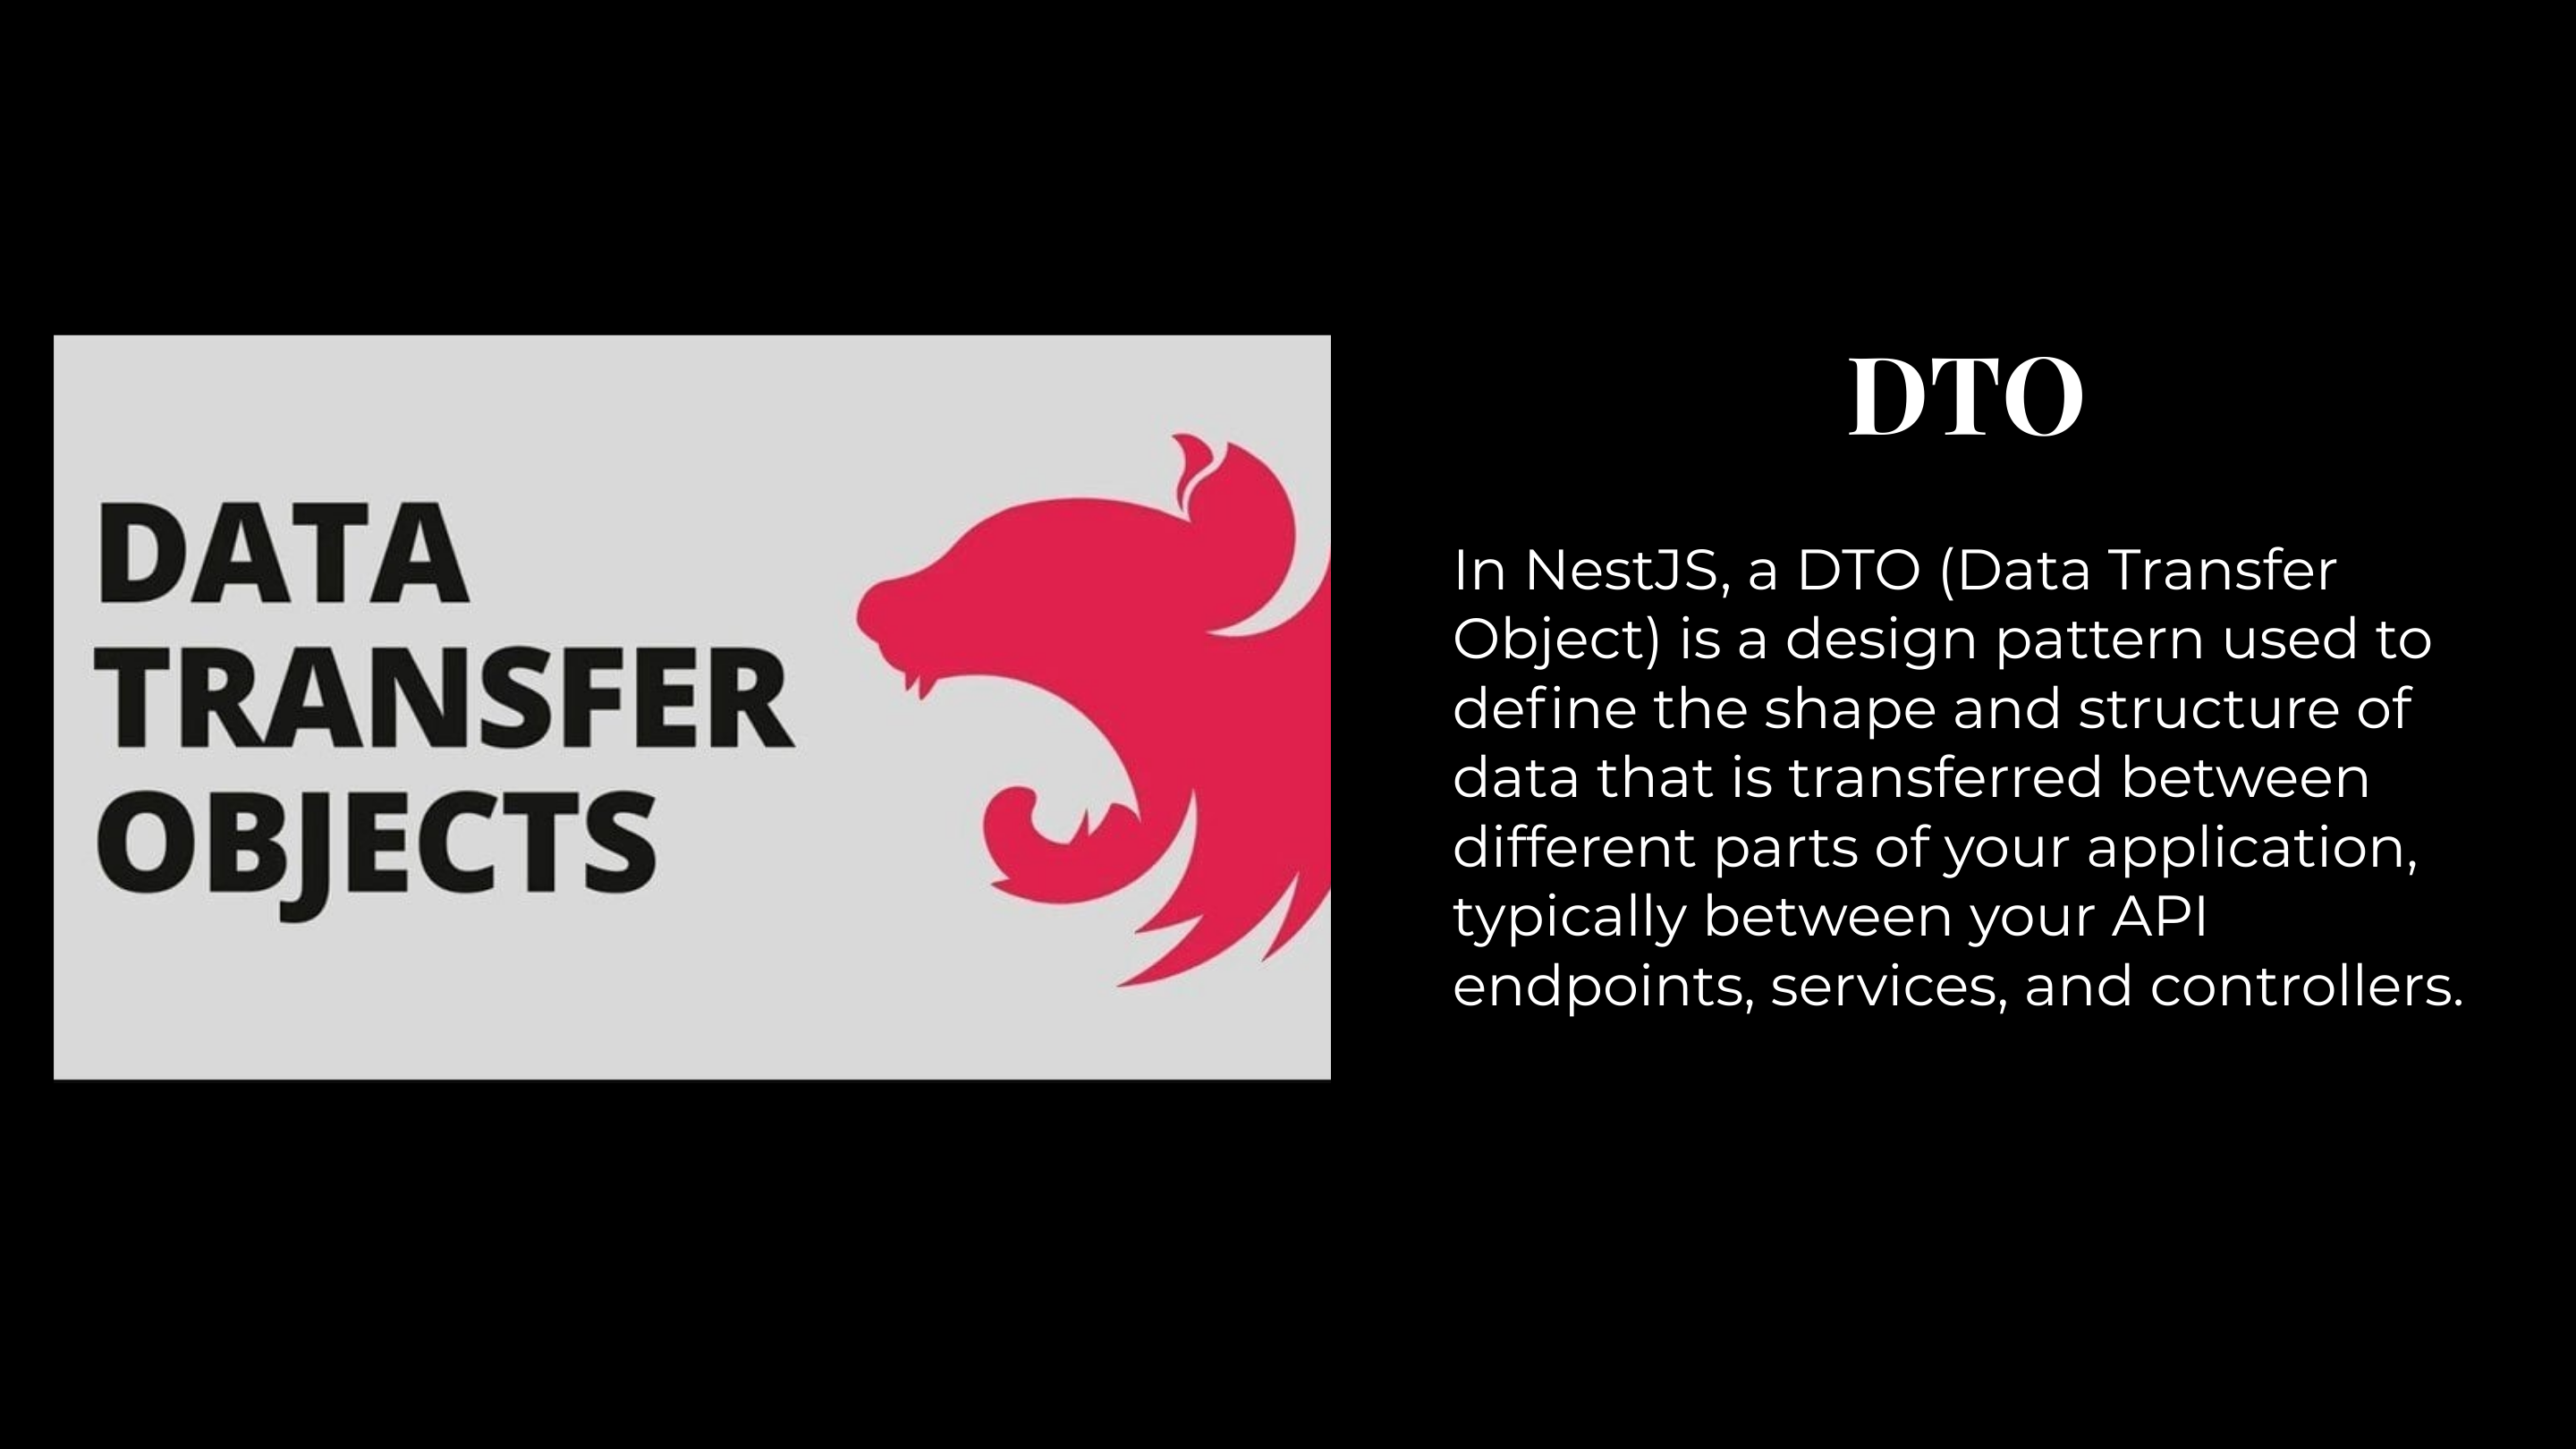 DATA
TRANSFER
OBJECTS
DTO
In NestJS, a DTO (Data Transfer
Object) is a design pattern used to
define the shape and structure of
data that is transferred between
different parts of your application,
typically between your API
endpoints, services, and controllers.